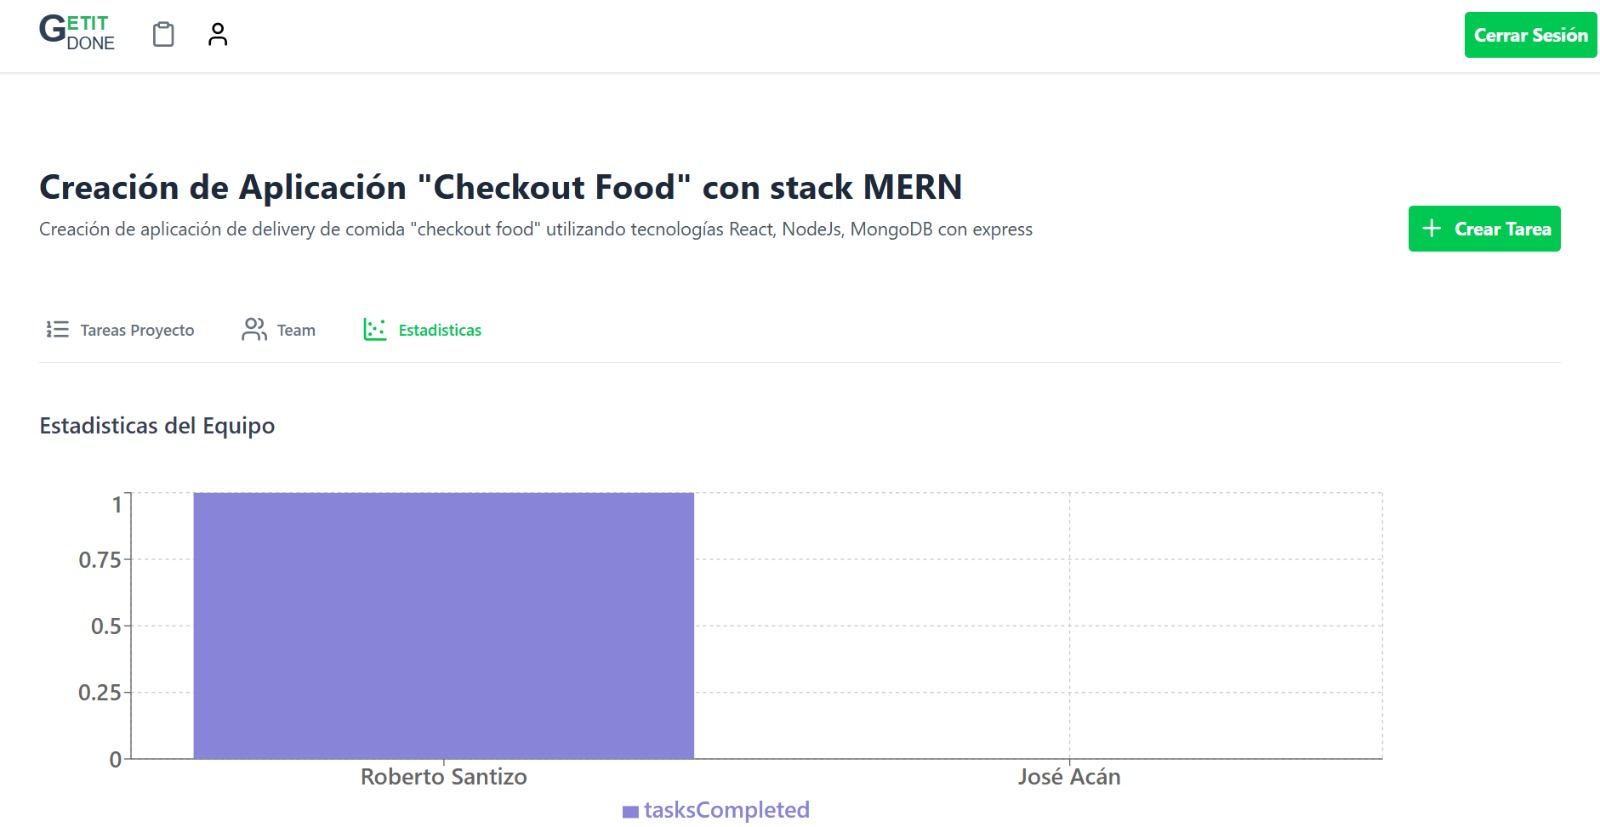 GETIT
DONE
Cerrar Sesión
Creación de Aplicación "Checkout Food" con stack MERN
Creación de aplicación de delivery de comida "checkout food" utilizando tecnologías React, NodeJs, MongoDB con express
Crear Tarea
Tareas Proyecto
Team
Estadisticas
Estadisticas del Equipo
1
0.75
0.5
0.25
0
Roberto Santizo
José Acán
tasksCompleted